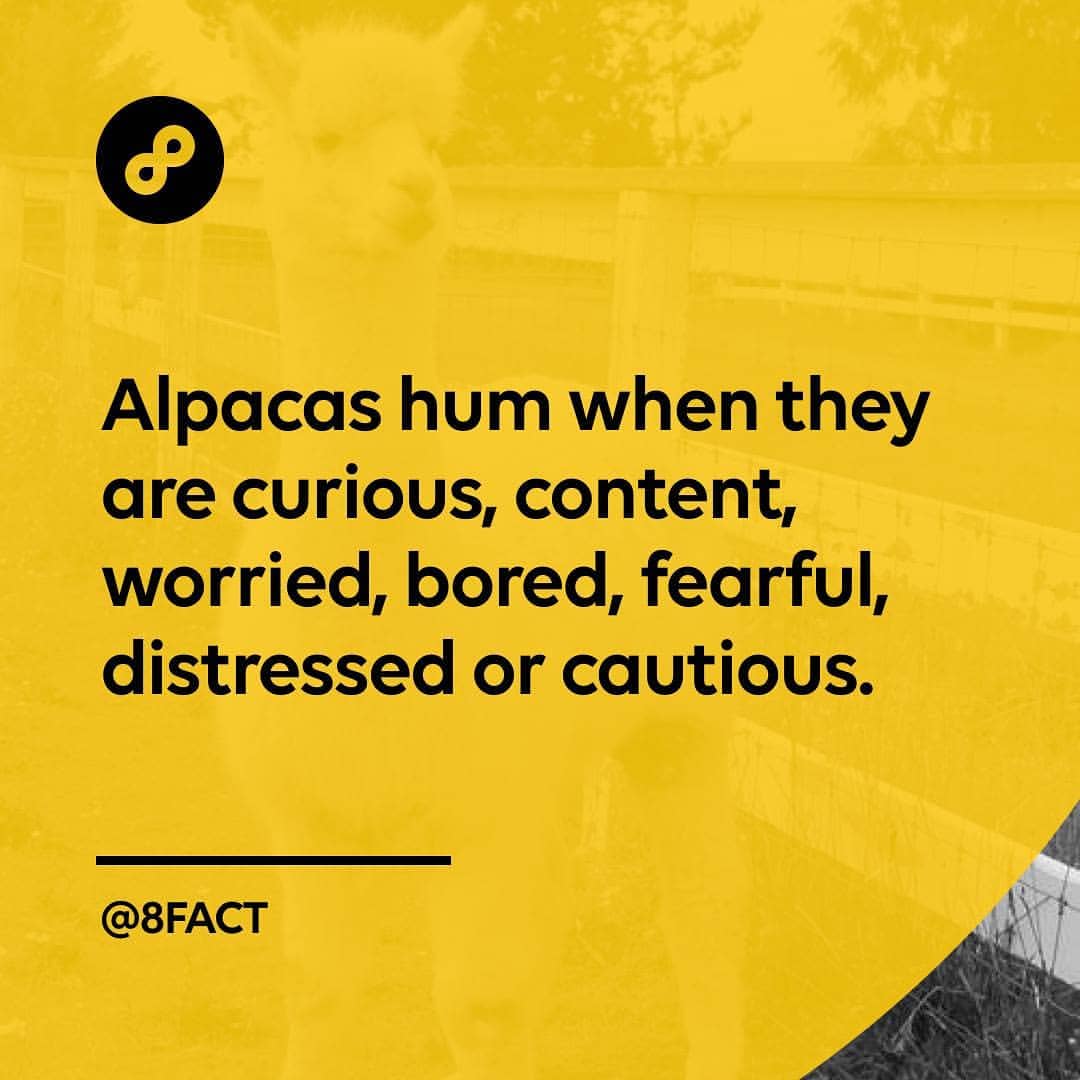 Alpacas hum when they
are curious, content,
worried, bored, fearful,
distressed or cautious.
@8FACT